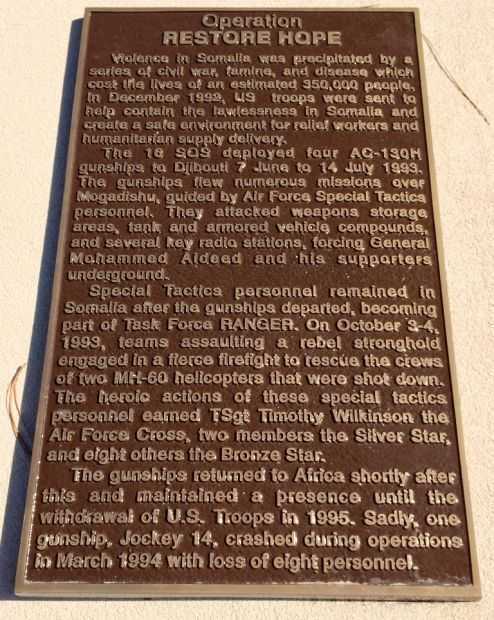 Operation
RESTORE HOPE
Violence in Somalia was precipitated by a
series of civil war, famine, and disease which
cost the lives of an estimated 350,000 people.
In December 1992, US troops were sent to
help contain the lawlessness in Somalia and
create a safe environment for relief workers and
humanitarian supply delivery.
The 16 SOS deployed four AC-130H
gunships to Djibouti 7 June to 14 July 1993.
The gunships flew numerous missions over
Mogadishu, guided by Air Force Special Tactics
personnel. They attacked weapons storage
areas, tank and armored vehicle compounds,
and several key radio stations, forcing General
Mohammed Aideed and his supporters
underground.
Special Tactics personnel remained in
Somalia after the gunships departed, becoming
part of Task Force RANGER. On October 3-4,
1993, teams assaulting a rebel stronghold
engaged in a fierce firefight to rescue the crews
of two MH-60 helicopters that were shot down.
The heroic actions of these special tactics
personnel earned TSgt Timothy Wilkinson the
Air Force Cross, two members the Silver Star,
and eight others the Bronze Star.
The gunships returned to Africa shortly after
this and maintained a presence until the
withdrawal of U.S. Troops in 1995. Sadly, one
gunship, Jockey 14, crashed during operations
in March 1994 with loss of eight personnel.